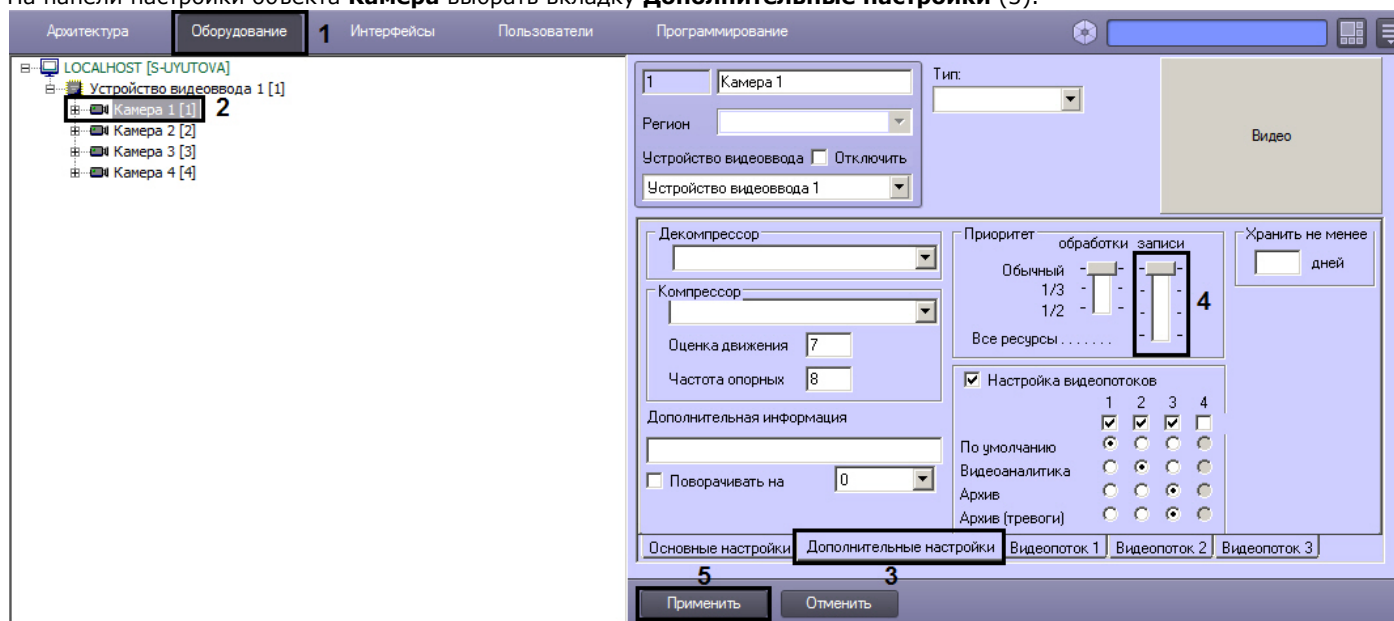 На панели настройки объекта Камера выбрать вкладку Дополнительные настройки (3).
Архитектура Оборудование 1 Интерфейсы Пользователи Программирование
LOCALHOST [S-UYUTOVA]
Устройство видеоввода 1 [1]
Камера 1 [1] 2
Камера 2 [2]
Камера 3 [3]
Камера 4 [4]
1 Камера 1
Регион
Устройство видеоввода Отключить
Устройство видеоввода 1
Тип:
Видео
Декомпрессор
Компрессор
Оценка движения 7
Частота опорных 8
Дополнительная информация
Поворачивать на 0
Приоритет
обработки записи
Обычный
1/3
1/2
4
Все ресурсы . . . . . . .
Хранить не менее
дней
Настройка видеопотоков
1 2 3 4
По умолчанию
Видеоаналитика
Архив
Архив (тревоги)
Основные настройки Дополнительные настройки Видеопоток 1 Видеопоток 2 Видеопоток 3
5 3
Применить Отменить